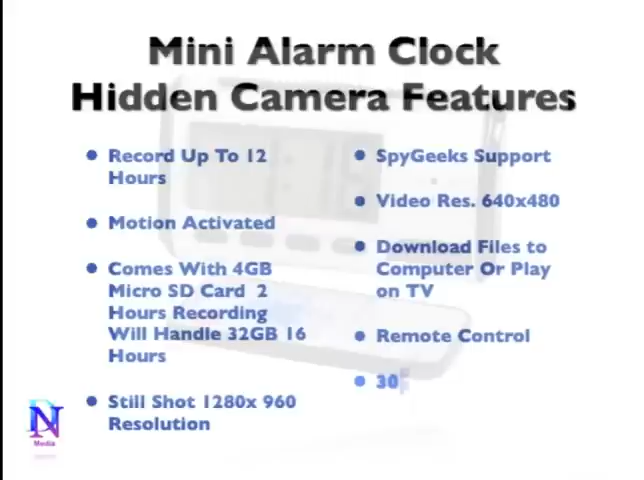 Mini Alarm Clock
Hidden Camera Features
• Record Up To 12
Hours
• Motion Activated
• Comes With 4GB
Micro SD Card 2
Hours Recording
Will Handle 32GB 16
Hours
• Still Shot 1280x 960
Resolution
• SpyGeeks Support
• Video Res. 640x480
• Download Files to
Computer Or Play
on TV
• Remote Control
• 30
DN
Media